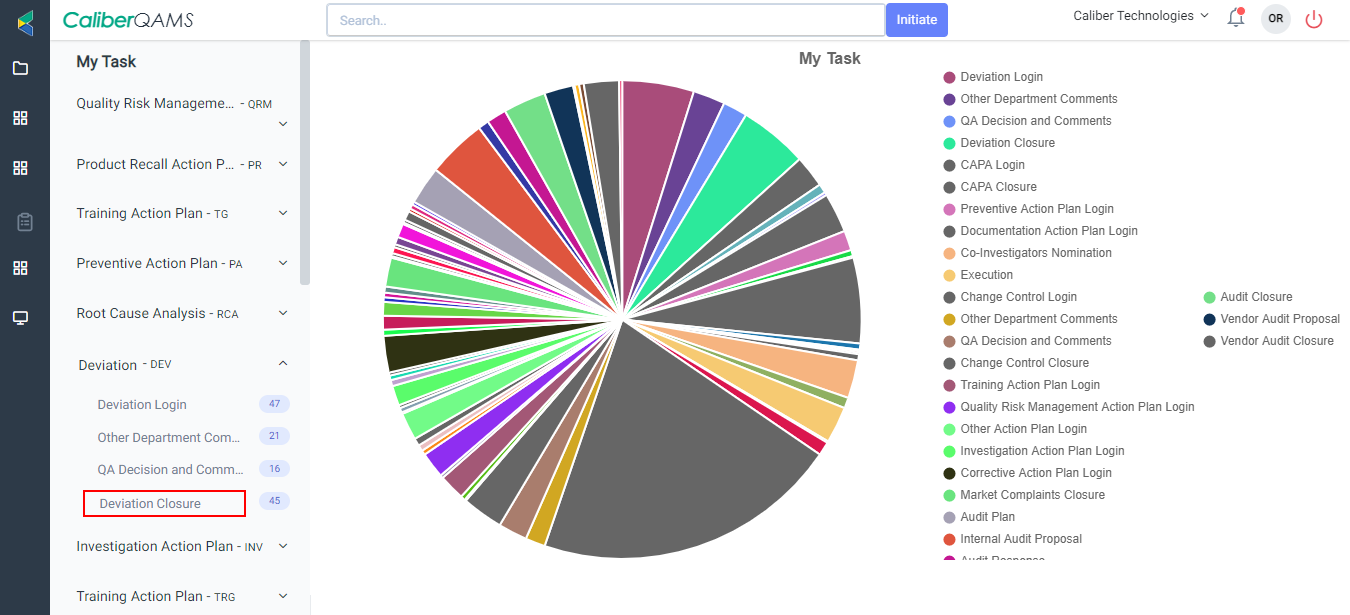 CaliberQAMS
Search..
Initiate
Caliber Technologies
OR
My Task
Quality Risk Manageme... - QRM
Product Recall Action P... - PR
Training Action Plan - TG
Preventive Action Plan - PA
Root Cause Analysis - RCA
Deviation - DEV
Deviation Login 47
Other Department Com... 21
QA Decision and Comm... 16
Deviation Closure 45
Investigation Action Plan - INV
Training Action Plan - TRG
My Task
Deviation Login
Other Department Comments
QA Decision and Comments
Deviation Closure
CAPA Login
CAPA Closure
Preventive Action Plan Login
Documentation Action Plan Login
Co-Investigators Nomination
Execution
Change Control Login
Other Department Comments
QA Decision and Comments
Change Control Closure
Training Action Plan Login
Quality Risk Management Action Plan Login
Other Action Plan Login
Investigation Action Plan Login
Corrective Action Plan Login
Market Complaints Closure
Audit Plan
Internal Audit Proposal
Audit Response
Audit Closure
Vendor Audit Proposal
Vendor Audit Closure